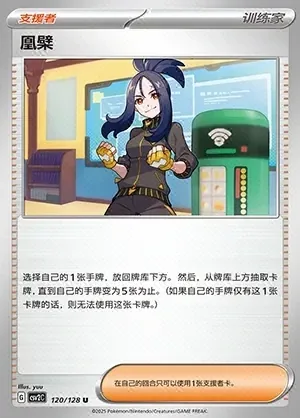 支援者
训练家
凰檗
选择自己的1张手牌，放回牌库下方。然后，从牌库上方抽取卡
牌，直到自己的手牌变为5张为止。（如果自己的手牌仅有这1张
卡牌的话，则无法使用这张卡牌。）
illus. yuu
在自己的回合只可以使用1张支援者卡。
G CSV2C 120/128 U
©2025 Pokémon/Nintendo/Creatures/GAME FREAK.